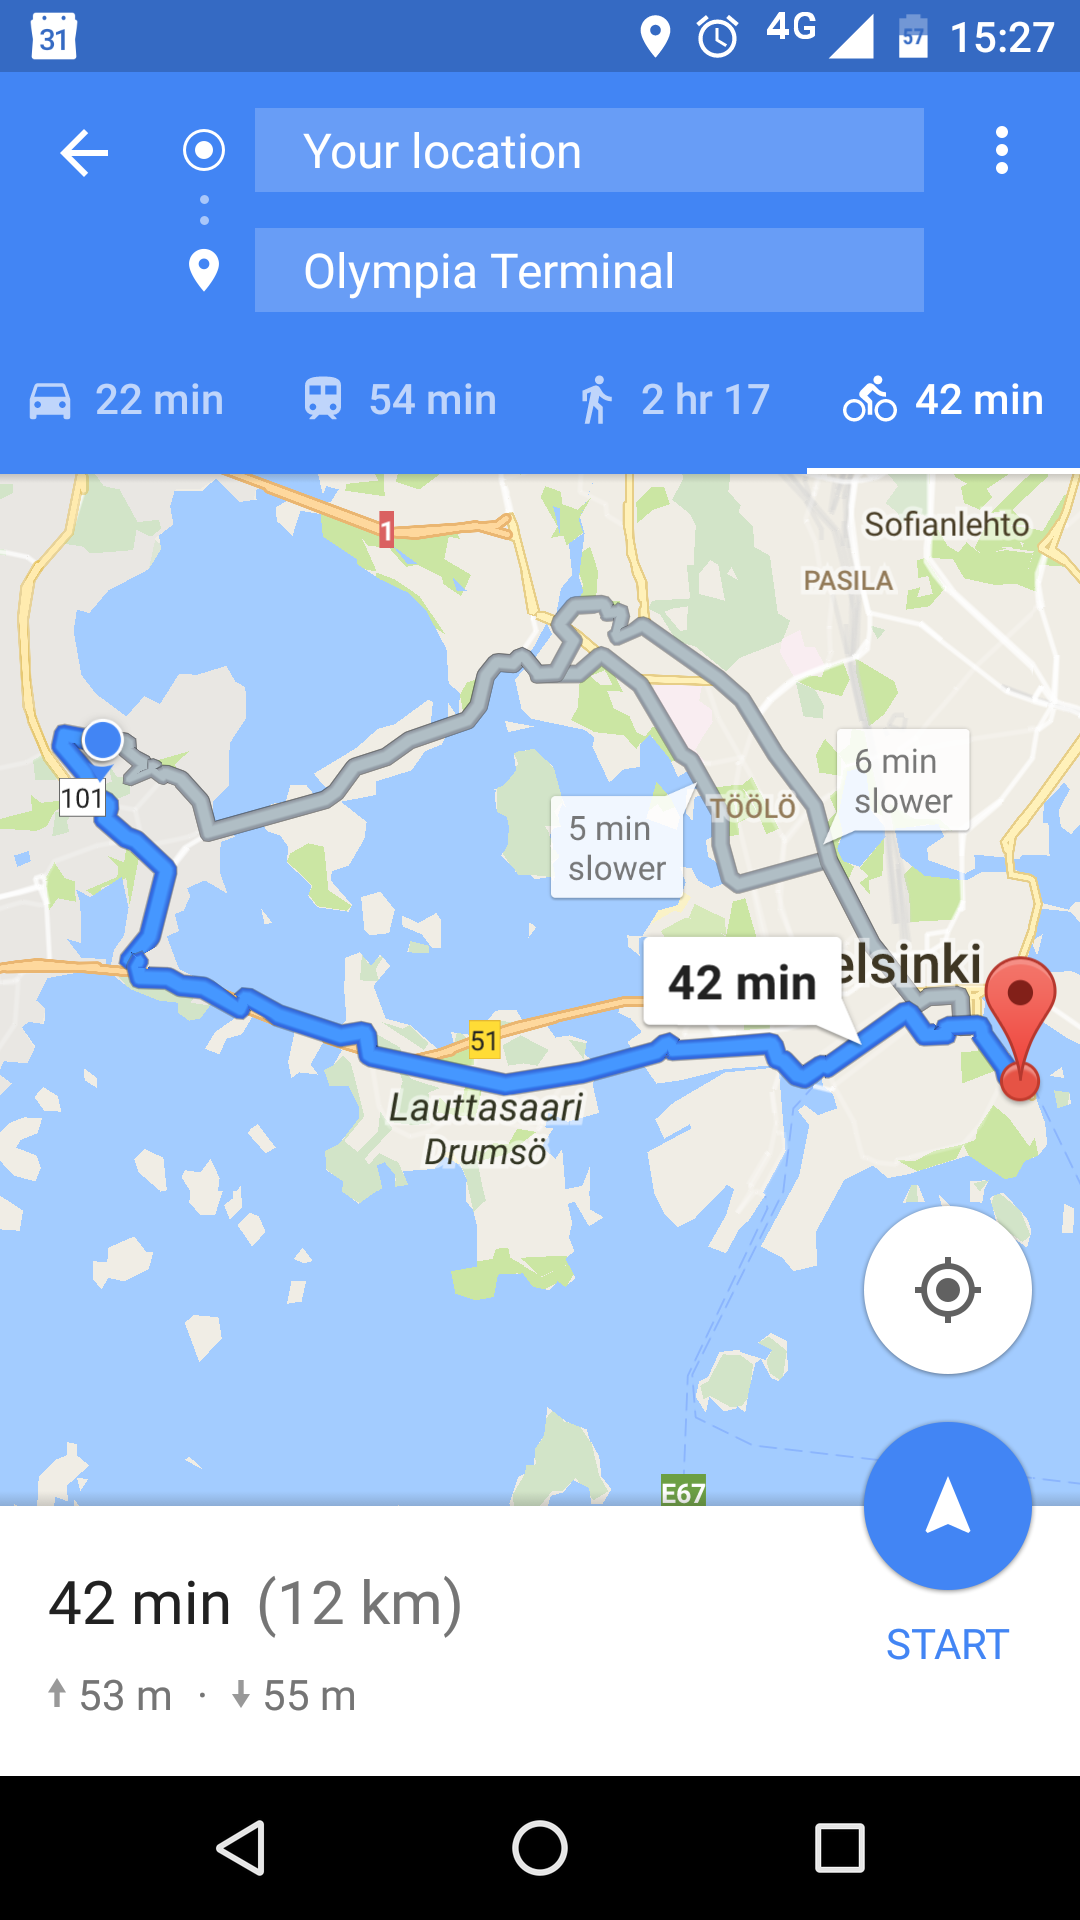 31
4G
57
15:27
Your location
Olympia Terminal
22 min
54 min
2 hr 17
42 min
1
Sofianlehto
PASILA
101
6 min
slower
TÖÖLÖ
5 min
slower
elsinki
42 min
51
Lauttasaari
Drumsö
E67
42 min (12 km)
START
53 m · 55 m